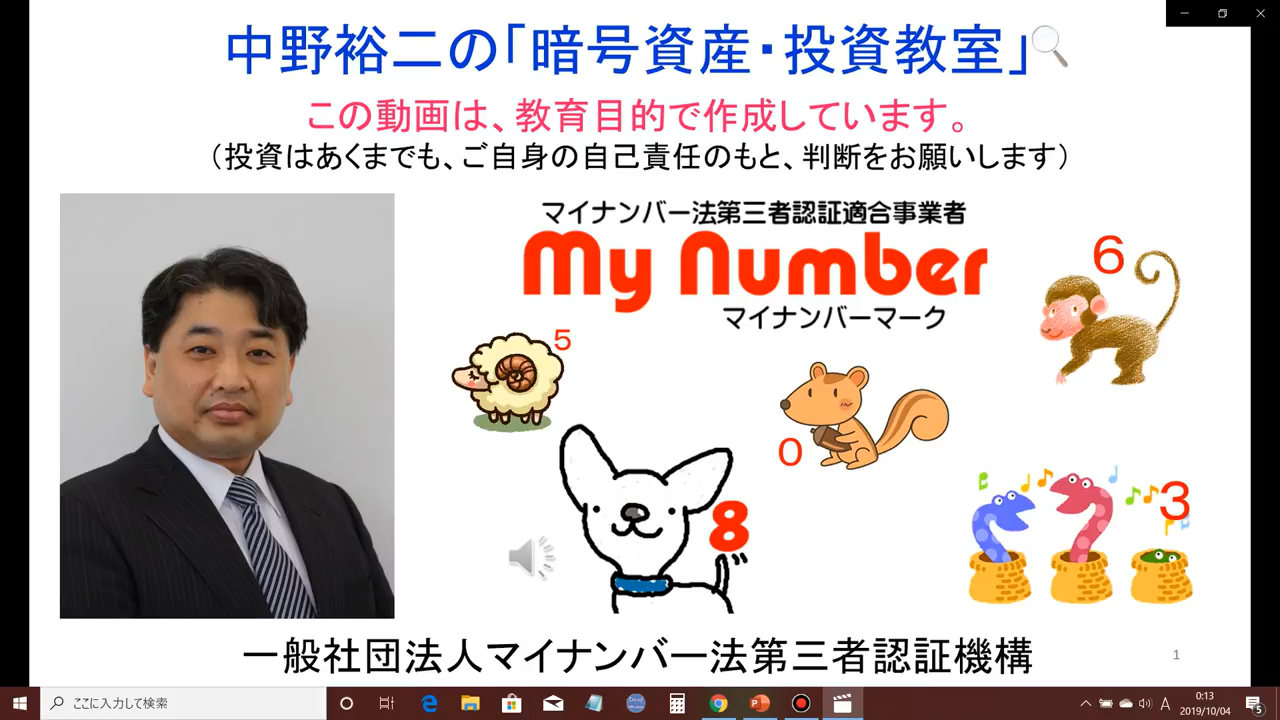 中野裕二の「暗号資産・投資教室」
この動画は、教育目的で作成しています。
（投資はあくまでも、ご自身の自己責任のもと、判断をお願いします）
マイナンバー法第三者認証適合事業者
My Number
マイナンバーマーク
6
5
0
8
3
一般社団法人マイナンバー法第三者認証機構
1
ここに入力して検索
A
0:13
2019/10/04
5